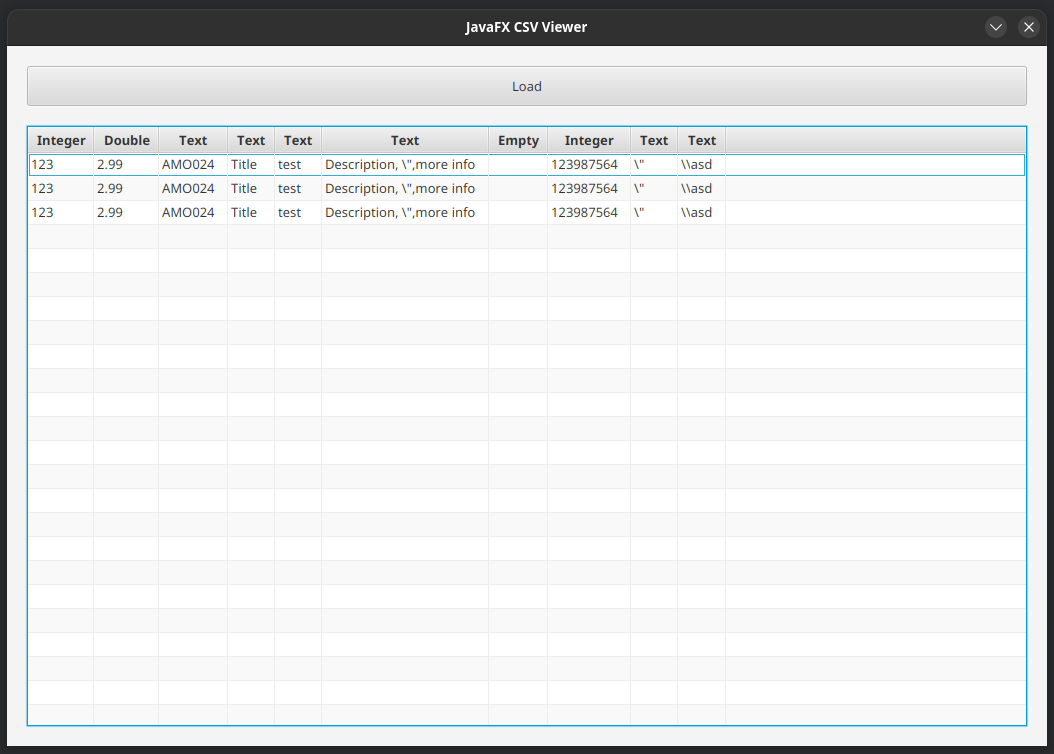 JavaFX CSV Viewer
Load
Integer Double Text Text Text Text Empty Integer Text Text
123 2.99 AMO024 Title test Description, \",more info 123987564 \" \\asd
123 2.99 AMO024 Title test Description, \",more info 123987564 \" \\asd
123 2.99 AMO024 Title test Description, \",more info 123987564 \" \\asd